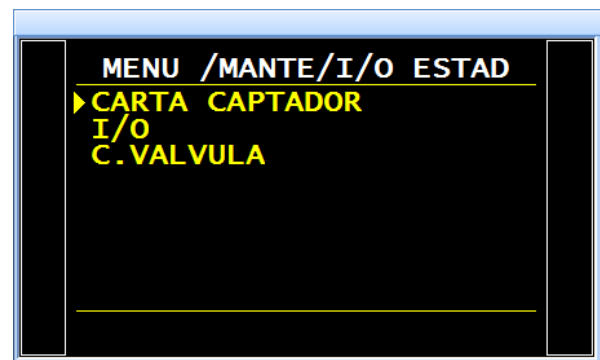 MENU /MANTE/I/O ESTAD
CARTA CAPTADOR
I/O
C.VALVULA